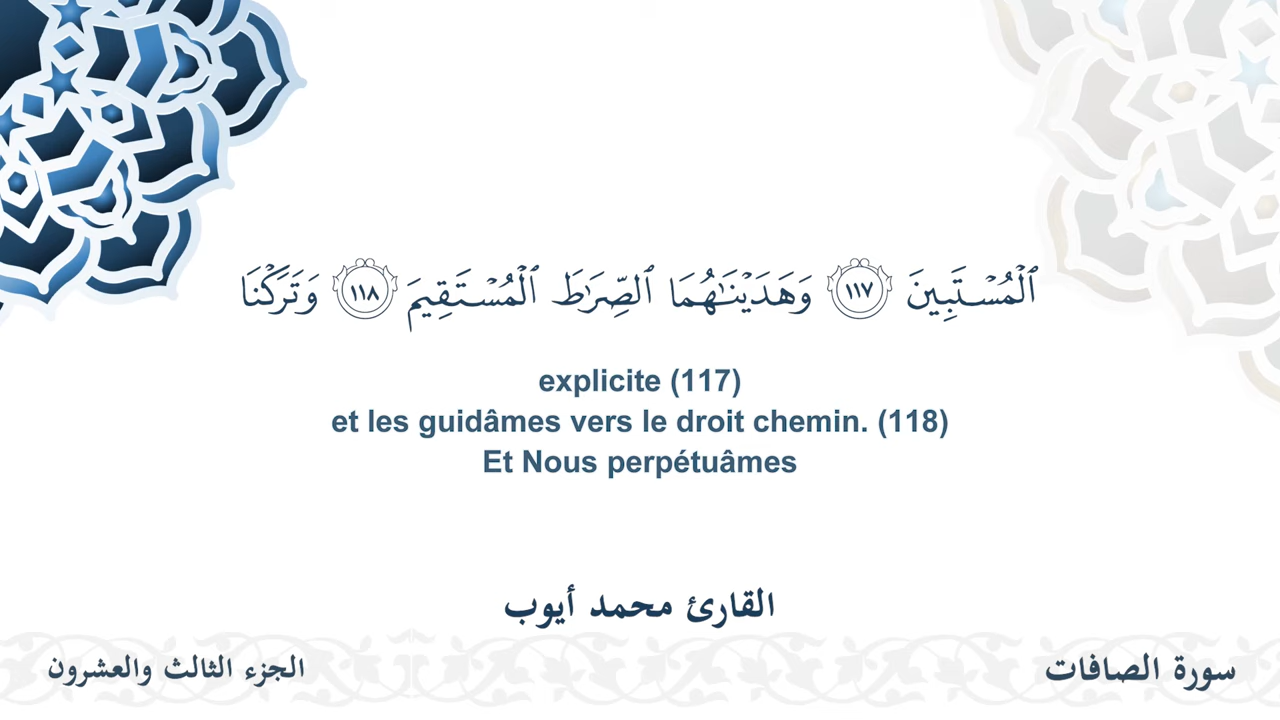 ٱلْمُسْتَبِينَ ١١٧ وَهَدَيْنَٰهُمَا ٱلصِّرَٰطَ ٱلْمُسْتَقِيمَ ١١٨ وَتَرَكْنَا
explicite (117)
et les guidâmes vers le droit chemin. (118)
Et Nous perpétuâmes
القارئ محمد أيوب
سورة الصافات
الجزء الثالث والعشرون